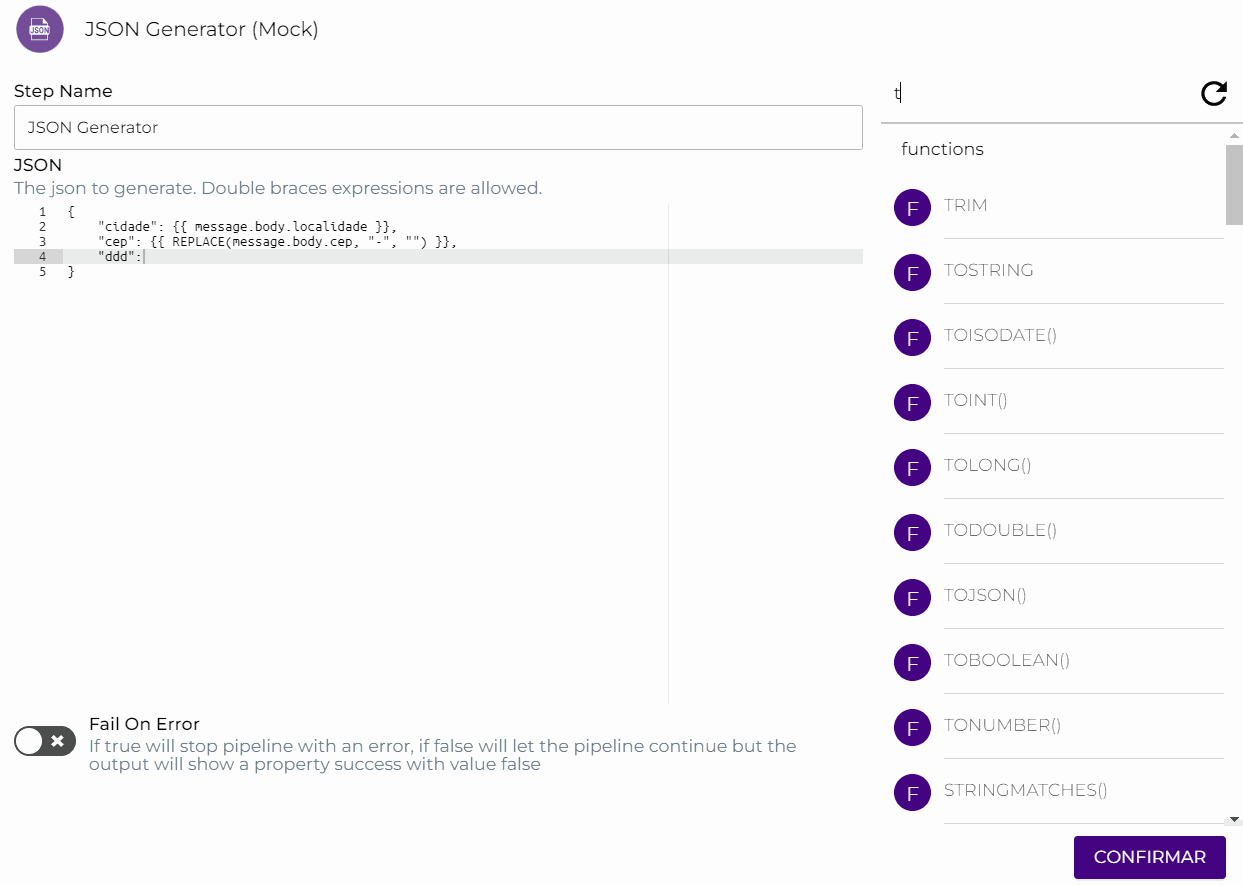 JSON
JSON Generator (Mock)
Step Name
JSON Generator
JSON
The json to generate. Double braces expressions are allowed.
1 {
2 "cidade": {{ message.body.localidade }},
3 "cep": {{ REPLACE(message.body.cep, "-", "") }},
4 "ddd":
5 }
Fail On Error
If true will stop pipeline with an error, if false will let the pipeline continue but the
output will show a property success with value false
t
functions
F TRIM
F TOSTRING
F TOISODATE()
F TOINT()
F TOLONG()
F TODOUBLE()
F TOJSON()
F TOBOOLEAN()
F TONUMBER()
F STRINGMATCHES()
CONFIRMAR